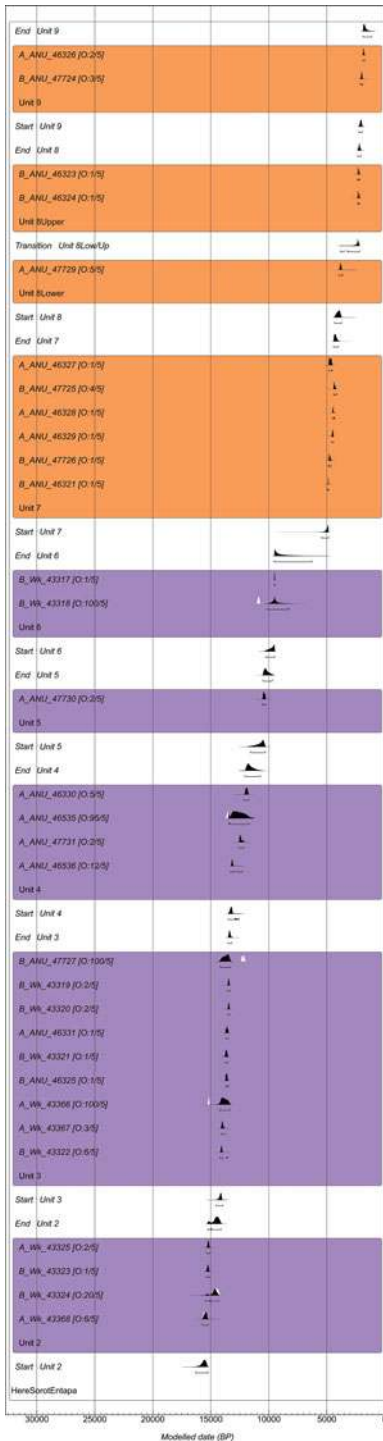 End Unit 9
A_ANU_46326 [O:2/5]
B_ANU_47724 [O:3/5]
Unit 9
Start Unit 9
End Unit 8
B_ANU_46323 [O:1/5]
B_ANU_46324 [O:1/5]
Unit 8Upper
Transition Unit 8Low/Up
A_ANU_47729 [O:5/5]
Unit 8Lower
Start Unit 8
End Unit 7
A_ANU_46327 [O:1/5]
B_ANU_47725 [O:4/5]
A_ANU_46328 [O:1/5]
A_ANU_46329 [O:1/5]
B_ANU_47726 [O:1/5]
B_ANU_46321 [O:1/5]
Unit 7
Start Unit 7
End Unit 6
B_Wk_43317 [O:1/5]
B_Wk_43318 [O:100/5]
Unit 6
Start Unit 6
End Unit 5
A_ANU_47730 [O:2/5]
Unit 5
Start Unit 5
End Unit 4
A_ANU_46330 [O:5/5]
A_ANU_46535 [O:95/5]
A_ANU_47731 [O:2/5]
A_ANU_46536 [O:12/5]
Unit 4
Start Unit 4
End Unit 3
B_ANU_47727 [O:100/5]
B_Wk_43319 [O:2/5]
B_Wk_43320 [O:2/5]
A_ANU_46331 [O:1/5]
B_Wk_43321 [O:1/5]
B_ANU_46325 [O:1/5]
A_Wk_43366 [O:100/5]
A_Wk_43367 [O:3/5]
B_Wk_43322 [O:6/5]
Unit 3
Start Unit 3
End Unit 2
A_Wk_43325 [O:2/5]
B_Wk_43323 [O:1/5]
B_Wk_43324 [O:20/5]
A_Wk_43368 [O:6/5]
Unit 2
Start Unit 2
HereSorotEntapa
30000 25000 20000 15000 10000 5000
Modelled date (BP)